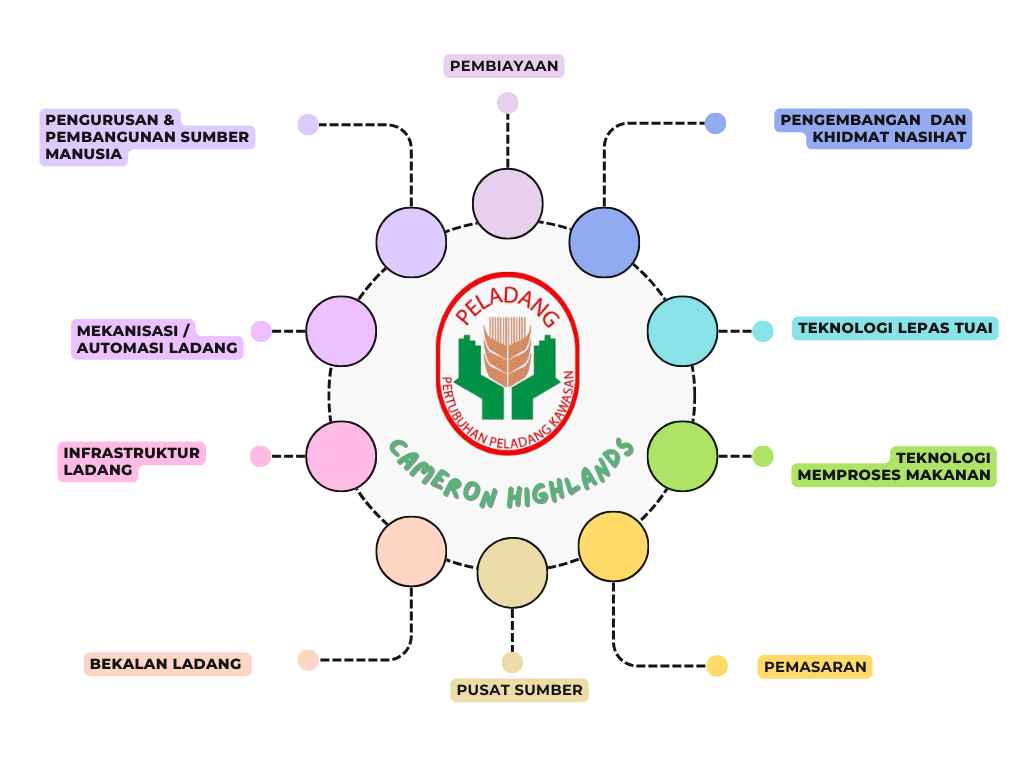 PEMBIAYAAN
PENGURUSAN &
PEMBANGUNAN SUMBER
MANUSIA
PENGEMBANGAN DAN
KHIDMAT NASIHAT
MEKANISASI /
AUTOMASI LADANG
TEKNOLOGI LEPAS TUAI
PELADANG
PERTUBUHAN PELADANG KAWASAN
CAMERON HIGHLANDS
INFRASTRUKTUR
LADANG
TEKNOLOGI
MEMPROSES MAKANAN
BEKALAN LADANG
PUSAT SUMBER
PEMASARAN